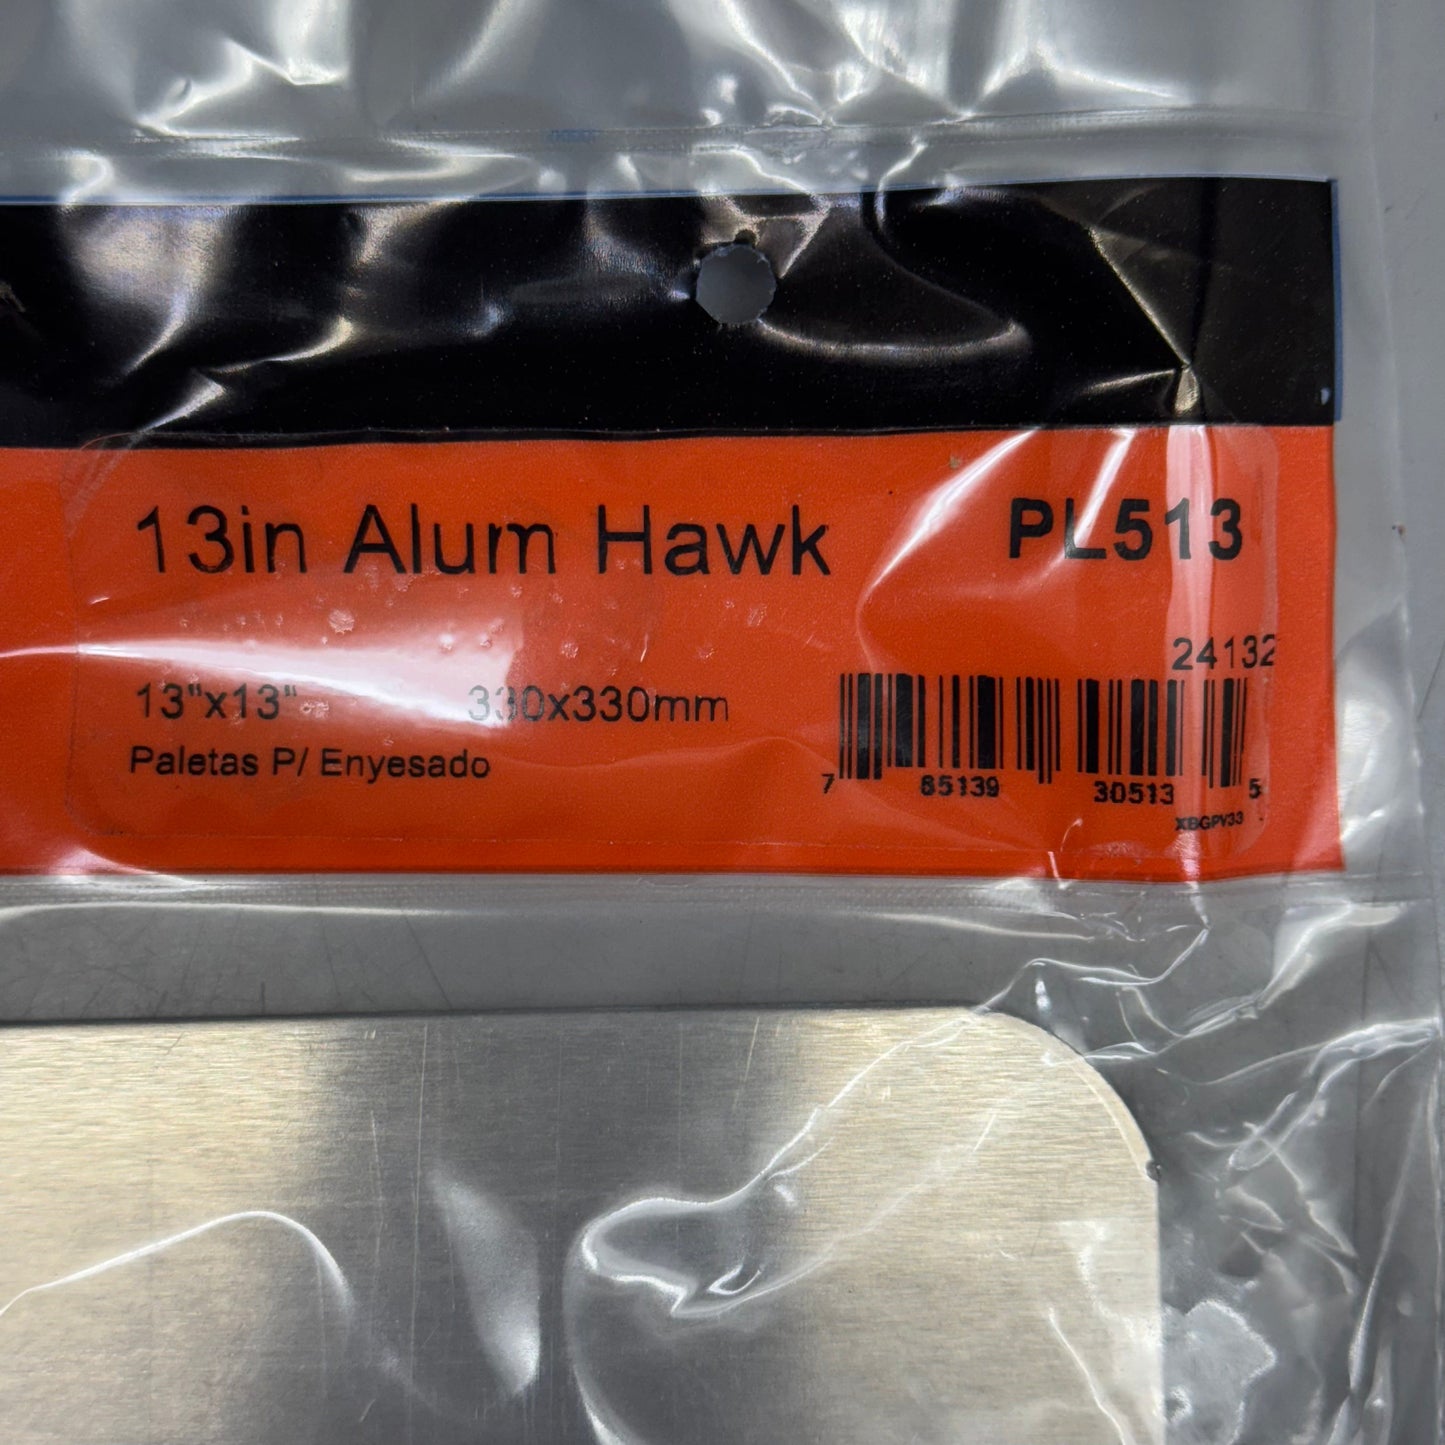 13in Alum Hawk PL513
24132
13"x13" 330x330mm
Paletas P/ Enyesado
7 85139 30513 5
XBGPV33